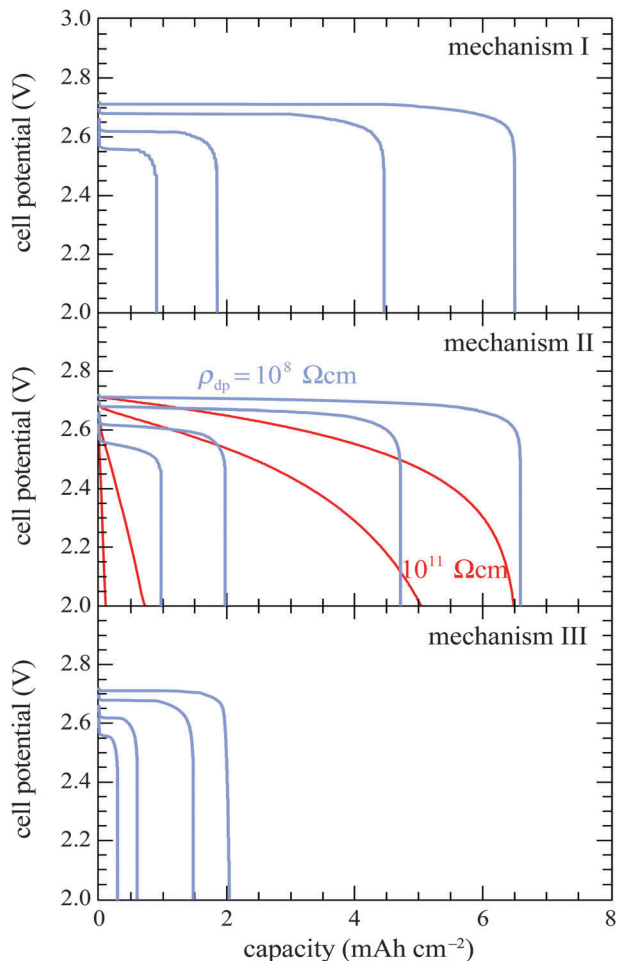 mechanism I
3.0
2.8
2.6
2.4
2.2
2.0
cell potential (V)
mechanism II
ρdp = 10⁸ Ωcm
10¹¹ Ωcm
2.8
2.6
2.4
2.2
2.0
cell potential (V)
mechanism III
2.8
2.6
2.4
2.2
2.0
cell potential (V)
0 2 4 6 8
capacity (mAh cm⁻²)